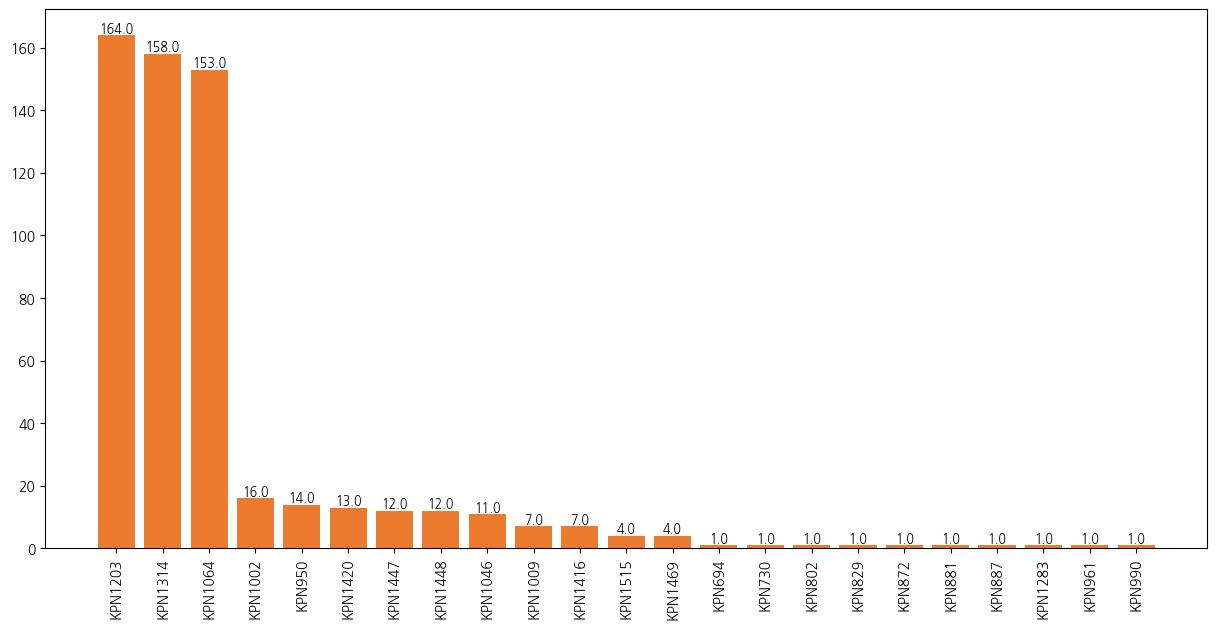 164.0
158.0
153.0
16.0
14.0
13.0
12.0
12.0
11.0
7.0
7.0
4.0
4.0
1.0
1.0
1.0
1.0
1.0
1.0
1.0
1.0
1.0
1.0
160
140
120
100
80
60
40
20
0
KPN1203
KPN1314
KPN1064
KPN1002
KPN950
KPN1420
KPN1447
KPN1448
KPN1046
KPN1009
KPN1416
KPN1515
KPN1469
KPN694
KPN730
KPN802
KPN829
KPN872
KPN881
KPN887
KPN1283
KPN961
KPN990